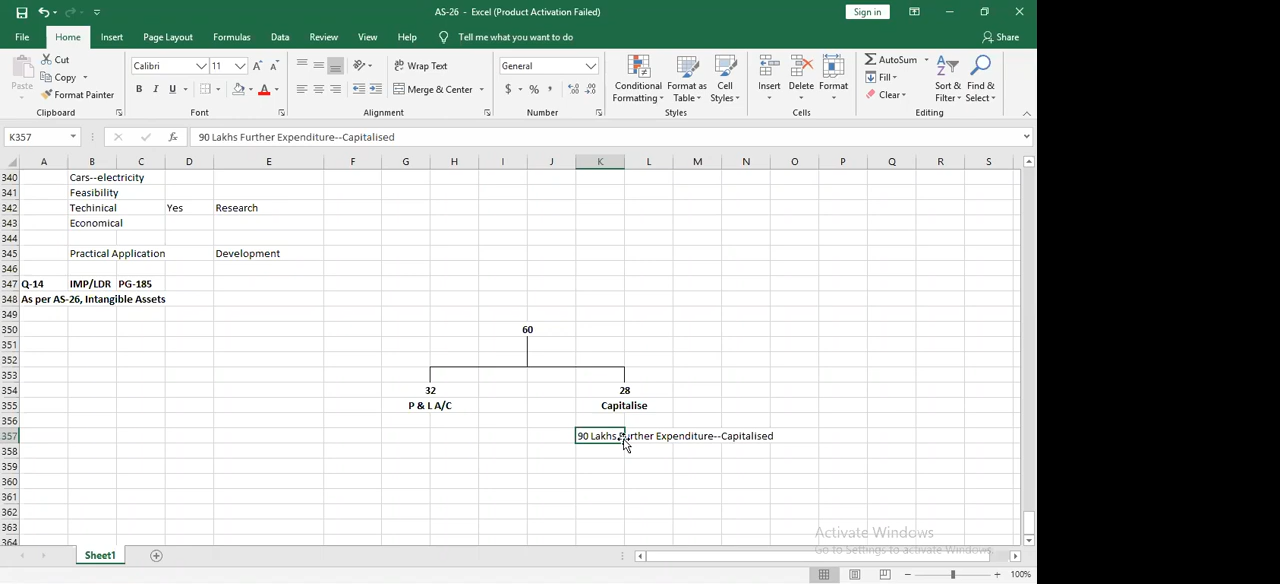 AS-26 - Excel (Product Activation Failed)
Sign in
File Home Insert Page Layout Formulas Data Review View Help Tell me what you want to do Share
Paste
Cut
Copy
Format Painter
Clipboard
Calibri 11
B I U
Font
Wrap Text
Merge & Center
Alignment
General
$ %
Number
Conditional Formatting
Format as Table
Cell Styles
Styles
Insert Delete Format
Cells
AutoSum
Fill
Clear
Sort & Filter
Find & Select
Editing
K357 fx 90 Lakhs Further Expenditure--Capitalised
A B C D E F G H I J K L M N O P Q R S
340 Cars--electricity
341 Feasibility
342 Techinical Yes Research
343 Economical
344
345 Practical Application Development
346
347 Q-14 IMP/LDR PG-185
348 As per AS-26, Intangible Assets
349
350 60
351
352
353
354 32 28
355 P & L A/C Capitalise
356
357 90 Lakhs Further Expenditure--Capitalised
358
359
360
361
362
363
364
Activate Windows
Go to Settings to activate Windows.
Sheet1
100%